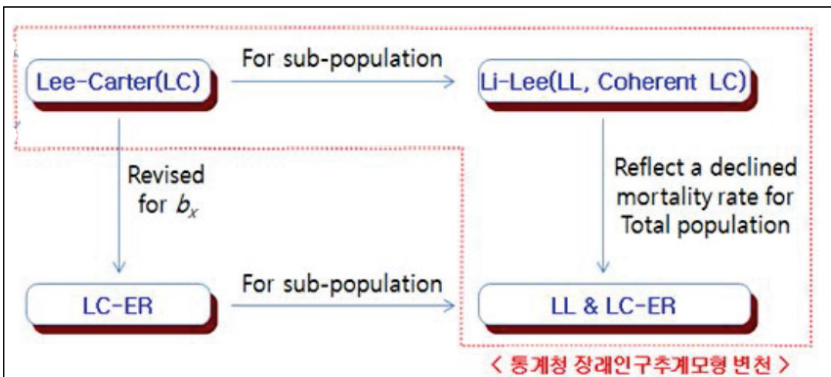 For sub-population
Lee-Carter(LC)
Li-Lee(LL, Coherent LC)
Revised
for bₓ
Reflect a declined
mortality rate for
Total population
For sub-population
LC-ER
LL & LC-ER
< 통계청 장래인구추계모형 변천 >